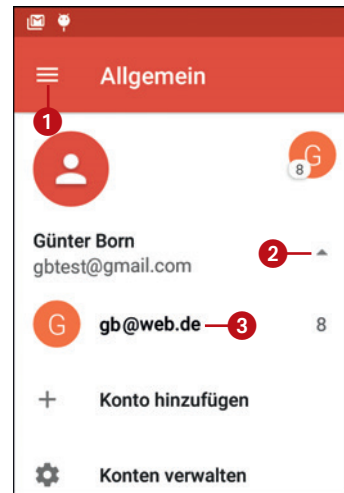 Allgemein
1
G
8
Günter Born
gbtest@gmail.com
2
G gb@web.de 3 8
Konto hinzufügen
Konten verwalten